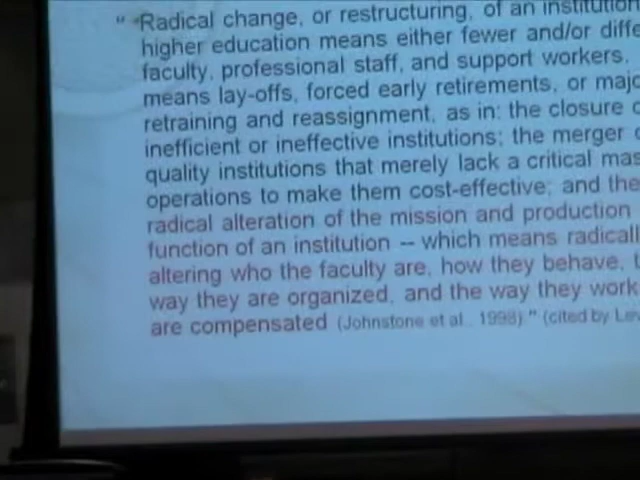 " Radical change, or restructuring, of an institution
higher education means either fewer and/or
faculty, professional staff, and support workers.
means lay-offs, forced early retirements, or
retraining and reassignment, as in: the closure
inefficient or ineffective institutions; the merger
quality institutions that merely lack a critical
operations to make them cost-effective; and
radical alteration of the mission and production
function of an institution -- which means
altering who the faculty are, how they behave,
way they are organized, and the way they work
are compensated (Johnstone et al., 1998)." (cited by